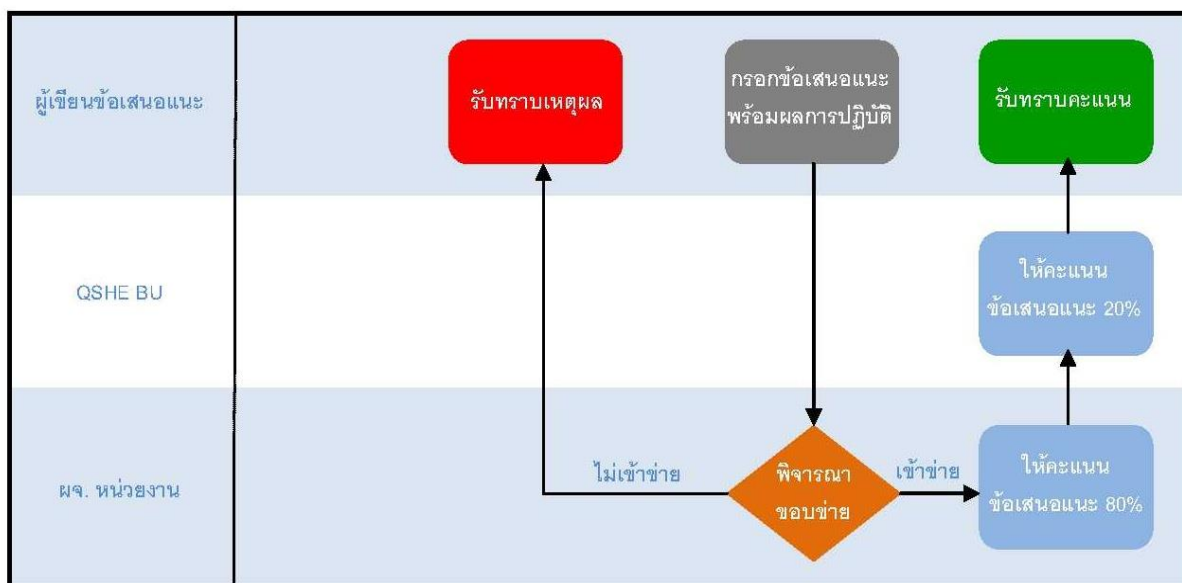 ผู้เขียนข้อเสนอแนะ
รับทราบเหตุผล
กรอกข้อเสนอแนะ
พร้อมผลการปฏิบัติ
รับทราบคะแนน
QSHE BU
ให้คะแนน
ข้อเสนอแนะ 20%
ผจ. หน่วยงาน
ไม่เข้าข่าย
พิจารณา
ขอบข่าย
เข้าข่าย
ให้คะแนน
ข้อเสนอแนะ 80%